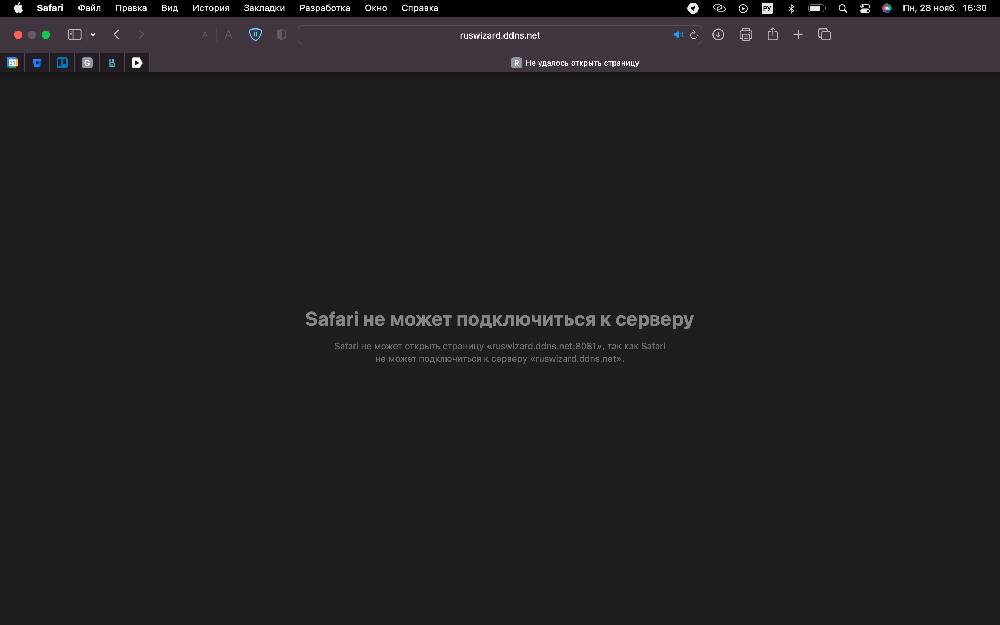 Safari Файл Правка Вид История Закладки Разработка Окно Справка РУ Пн, 28 нояб. 16:30
A A ruswizard.ddns.net
31 G R Не удалось открыть страницу
Safari не может подключиться к серверу
Safari не может открыть страницу «ruswizard.ddns.net:8081», так как Safari
не может подключиться к серверу «ruswizard.ddns.net».